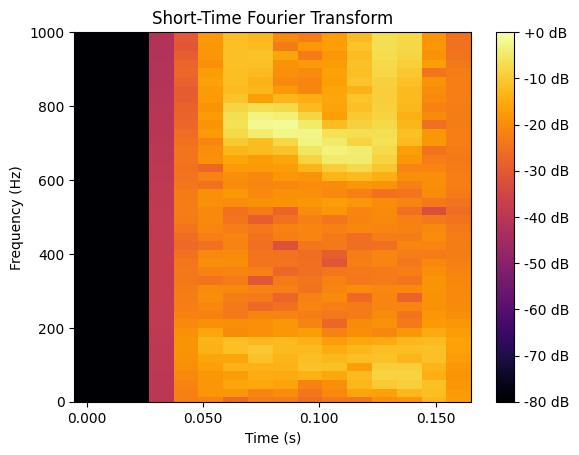 Short-Time Fourier Transform
Frequency (Hz)
1000
800
600
400
200
0
0.000
0.050
0.100
0.150
Time (s)
+0 dB
-10 dB
-20 dB
-30 dB
-40 dB
-50 dB
-60 dB
-70 dB
-80 dB